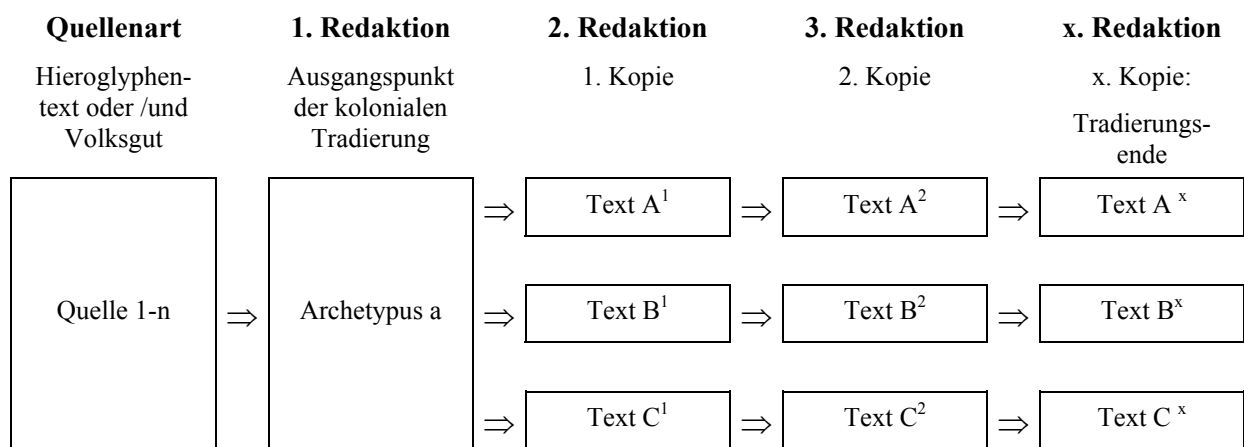 Quellenart 1. Redaktion 2. Redaktion 3. Redaktion x. Redaktion
Hieroglyphen- Ausgangspunkt 1. Kopie 2. Kopie x. Kopie:
text oder /und der kolonialen
Volksgut Tradierung Tradierungs-
ende
⇒ Text A¹ ⇒ Text A² ⇒ Text A ˣ
Quelle 1-n ⇒ Archetypus a ⇒ Text B¹ ⇒ Text B² ⇒ Text Bˣ
⇒ Text C¹ ⇒ Text C² ⇒ Text C ˣ